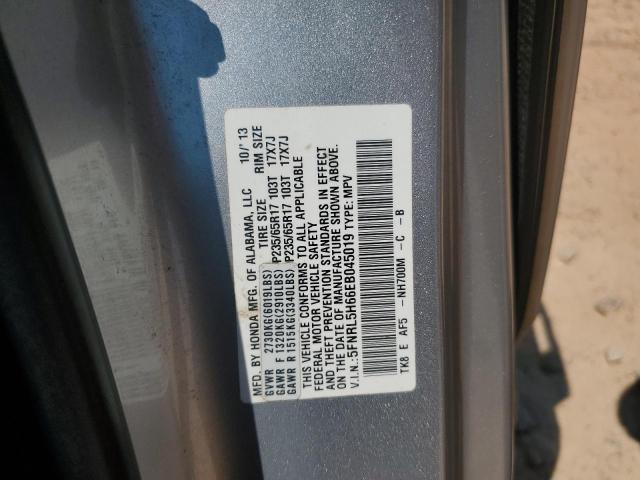 MFD. BY HONDA MFG. OF ALABAMA, LLC 10/'13
TIRE SIZE RIM SIZE
GVWR 2730KG(6019LBS)
GAWR F 1320KG(2910LBS) P235/65R17 103T 17X7J
GAWR R 1515KG(3340LBS) P235/65R17 103T 17X7J
THIS VEHICLE CONFORMS TO ALL APPLICABLE
FEDERAL MOTOR VEHICLE SAFETY
AND THEFT PREVENTION STANDARDS IN EFFECT
ON THE DATE OF MANUFACTURE SHOWN ABOVE.
V.I.N.:5FNRL5H66EB045019 TYPE: MPV
TK8 E AF5 -NH700M -C -B